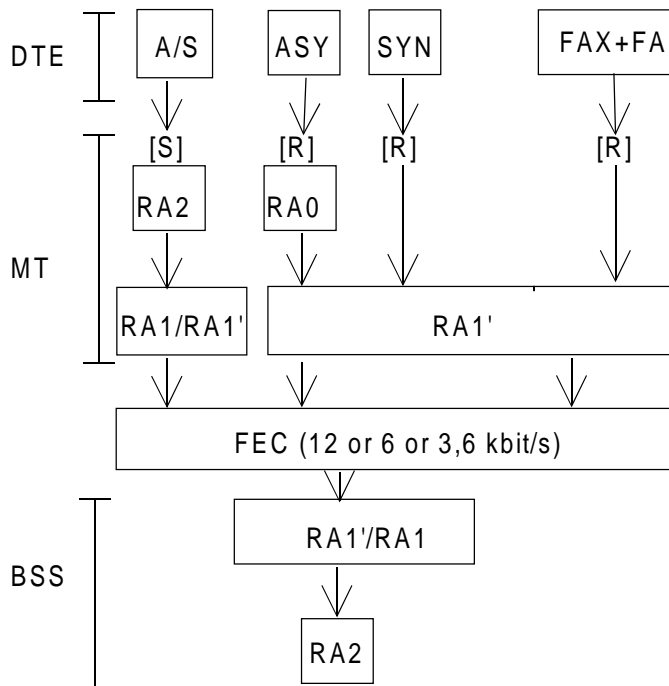 DTE A/S ASY SYN FAX+FA
[S] [R] [R] [R]
RA2 RA0
MT
RA1/RA1' RA1'
FEC (12 or 6 or 3,6 kbit/s)
RA1'/RA1
BSS
RA2